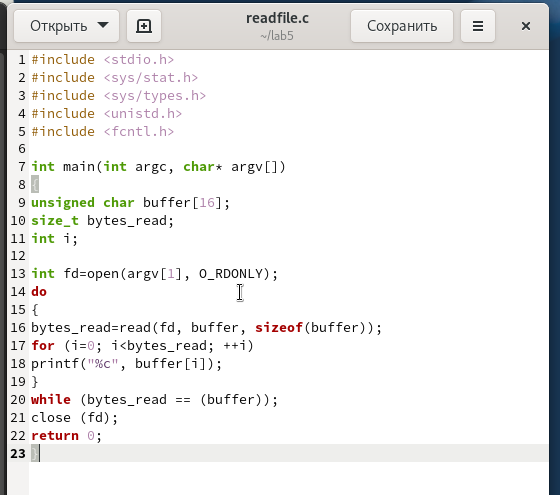 Открыть
readfile.c
~/lab5
Сохранить
1 #include <stdio.h>
2 #include <sys/stat.h>
3 #include <sys/types.h>
4 #include <unistd.h>
5 #include <fcntl.h>
6
7 int main(int argc, char* argv[])
8 {
9 unsigned char buffer[16];
10 size_t bytes_read;
11 int i;
12
13 int fd=open(argv[1], O_RDONLY);
14 do
15 {
16 bytes_read=read(fd, buffer, sizeof(buffer));
17 for (i=0; i<bytes_read; ++i)
18 printf("%c", buffer[i]);
19 }
20 while (bytes_read == (buffer));
21 close (fd);
22 return 0;
23 }